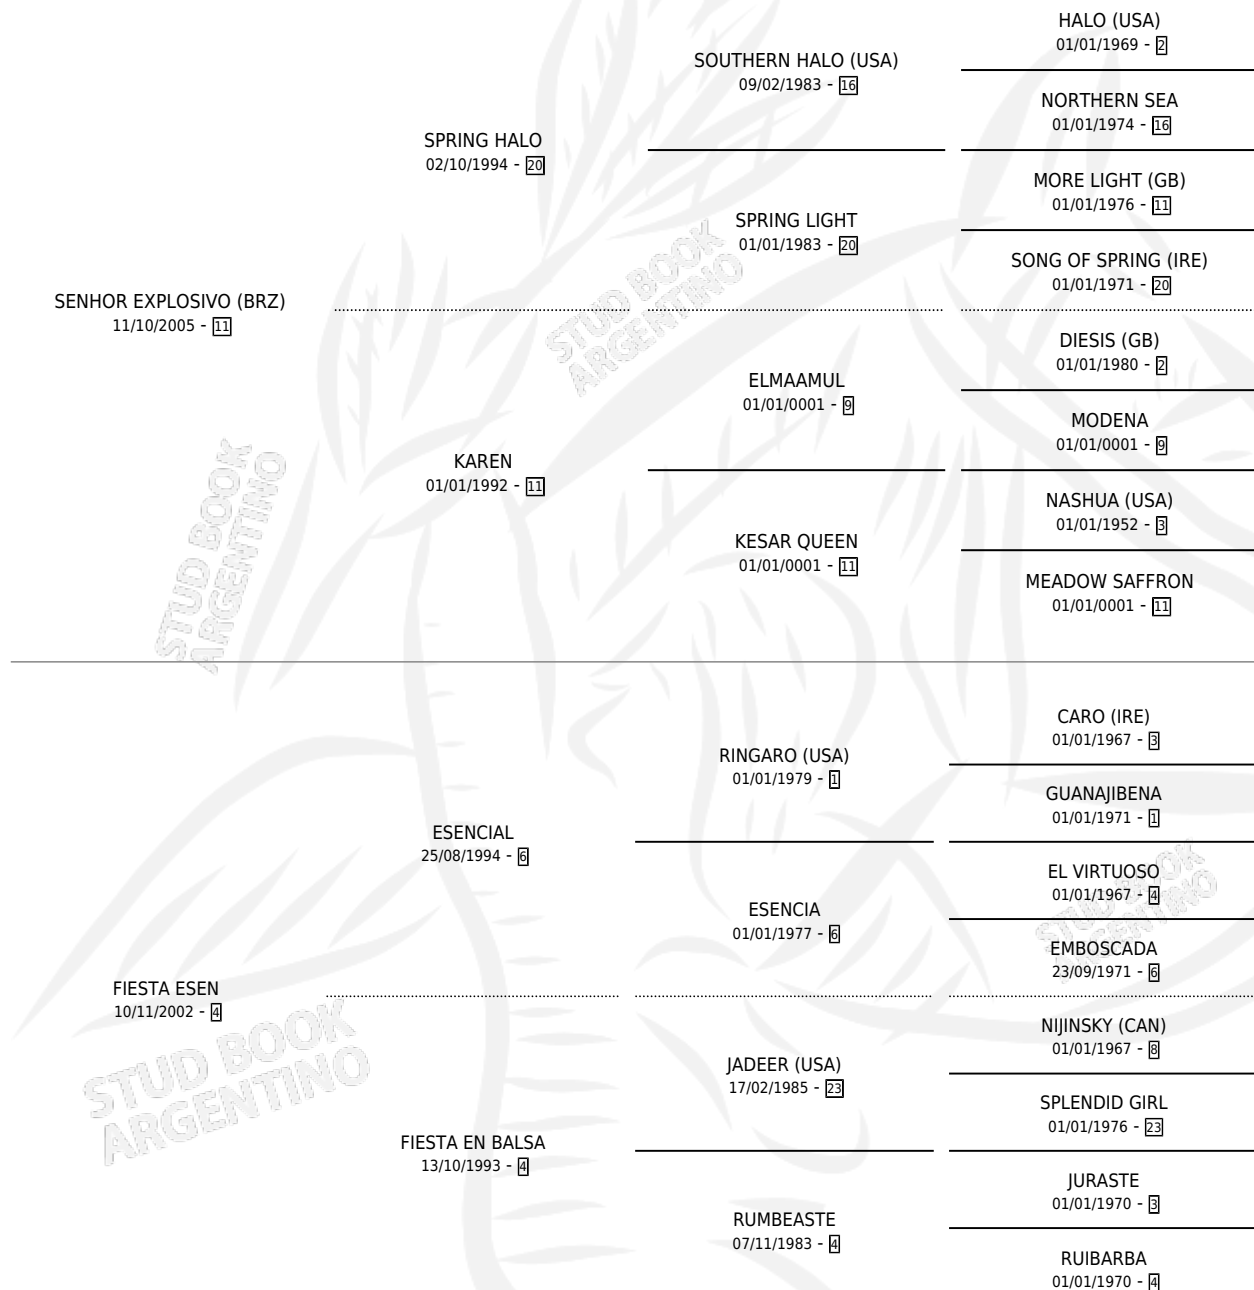 HALO (USA)
01/01/1969 - 2
SOUTHERN HALO (USA)
09/02/1983 - 16
NORTHERN SEA
01/01/1974 - 16
SPRING HALO
02/10/1994 - 20
MORE LIGHT (GB)
01/01/1976 - 11
SPRING LIGHT
01/01/1983 - 20
SONG OF SPRING (IRE)
01/01/1971 - 20
SENHOR EXPLOSIVO (BRZ)
11/10/2005 - 11
DIESIS (GB)
01/01/1980 - 2
ELMAAMUL
01/01/0001 - 9
MODENA
01/01/0001 - 9
KAREN
01/01/1992 - 11
NASHUA (USA)
01/01/1952 - 3
KESAR QUEEN
01/01/0001 - 11
MEADOW SAFFRON
01/01/0001 - 11
CARO (IRE)
01/01/1967 - 3
RINGARO (USA)
01/01/1979 - 1
GUANAJIBENA
01/01/1971 - 1
ESENCIAL
25/08/1994 - 6
EL VIRTUOSO
01/01/1967 - 4
ESENCIA
01/01/1977 - 6
EMBOSCADA
23/09/1971 - 6
FIESTA ESEN
10/11/2002 - 4
NIJINSKY (CAN)
01/01/1967 - 8
JADEER (USA)
17/02/1985 - 23
SPLENDID GIRL
01/01/1976 - 23
FIESTA EN BALSA
13/10/1993 - 4
JURASTE
01/01/1970 - 3
RUMBEASTE
07/11/1983 - 4
RUIBARBA
01/01/1970 - 4
STUD BOOK
ARGENTINO
STUD BOOK
ARGENTINO
STUD BOOK
ARGENTINO
STUD BOOK
ARGENTINO